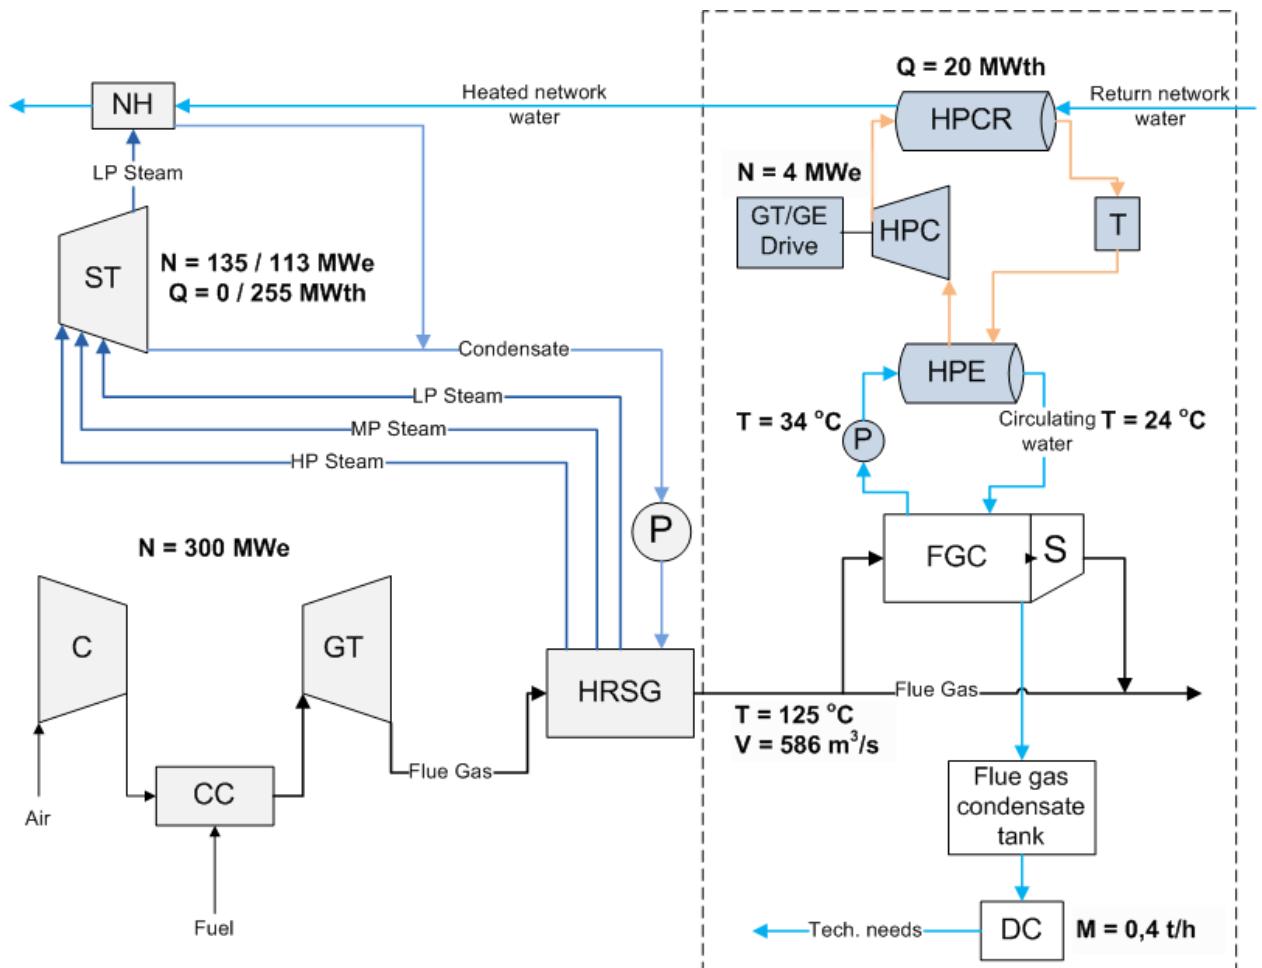 Q = 20 MWth
NH
Heated network
water
HPCR
Return network
water
LP Steam
N = 4 MWe
GT/GE
Drive
HPC
T
ST
N = 135 / 113 MWe
Q = 0 / 255 MWth
Condensate
HPE
LP Steam
T = 34 °C
P
Circulating
water
T = 24 °C
MP Steam
HP Steam
P
N = 300 MWe
FGC
S
C
GT
HRSG
Flue Gas
T = 125 °C
V = 586 m³/s
Flue Gas
CC
Air
Flue gas
condensate
tank
Fuel
Tech. needs
DC
M = 0,4 t/h